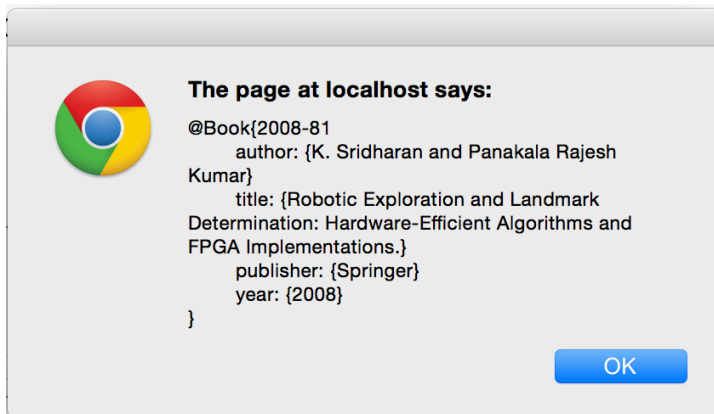 The page at localhost says:
@Book{2008-81
author: {K. Sridharan and Panakala Rajesh
Kumar}
title: {Robotic Exploration and Landmark
Determination: Hardware-Efficient Algorithms and
FPGA Implementations.}
publisher: {Springer}
year: {2008}
}
OK